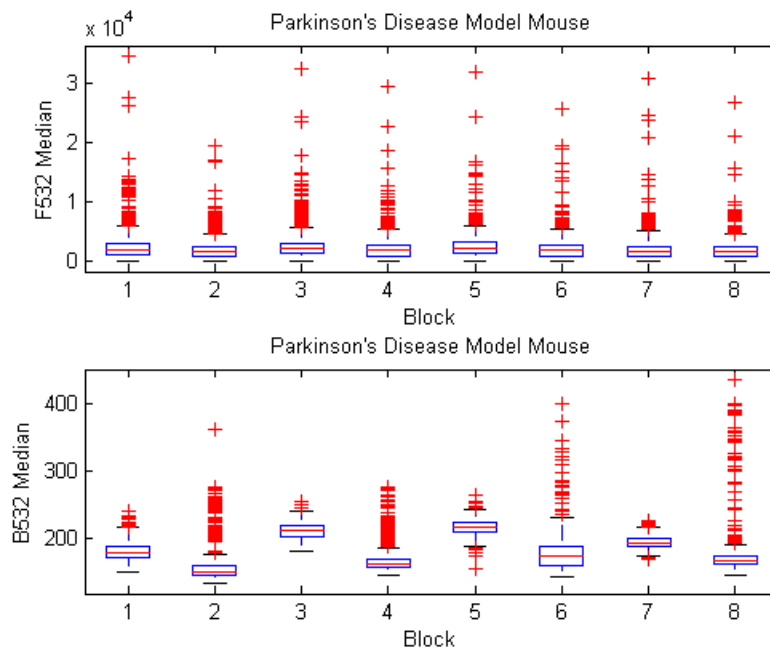 Parkinson's Disease Model Mouse
x 10^4
3
2
1
0
F532 Median
1 2 3 4 5 6 7 8
Block
Parkinson's Disease Model Mouse
400
300
200
B532 Median
1 2 3 4 5 6 7 8
Block